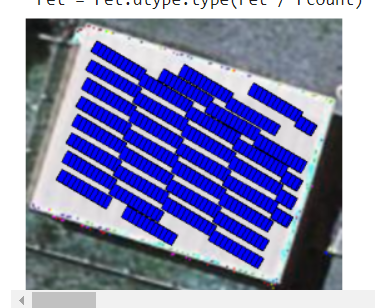 ret = ret.dtype.type(ret / rcount)